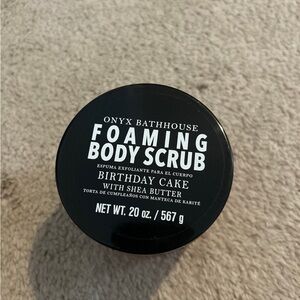 ONYX BATHHOUSE
FOAMING
BODY SCRUB
ESPUMA EXFOLIANTE PARA EL CUERPO
BIRTHDAY CAKE
WITH SHEA BUTTER
TORTA DE CUMPLEAÑOS CON MANTECA DE KARITÉ
NET WT. 20 oz. / 567 g